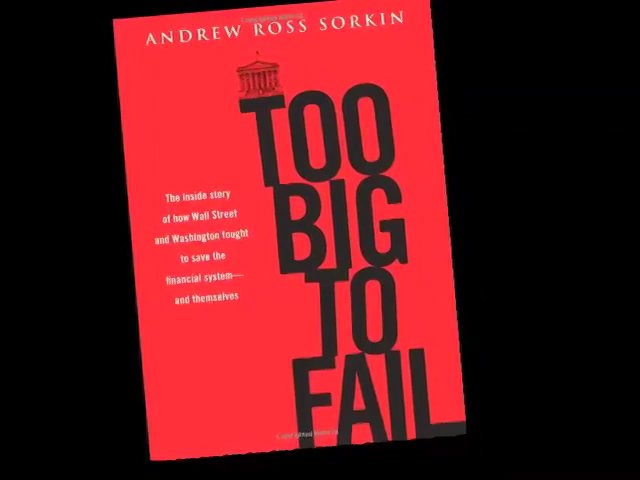 ANDREW ROSS SORKIN
TOO
BIG
TO
FAIL
The inside story
of how Wall Street
and Washington fought
to save the
financial system—
and themselves